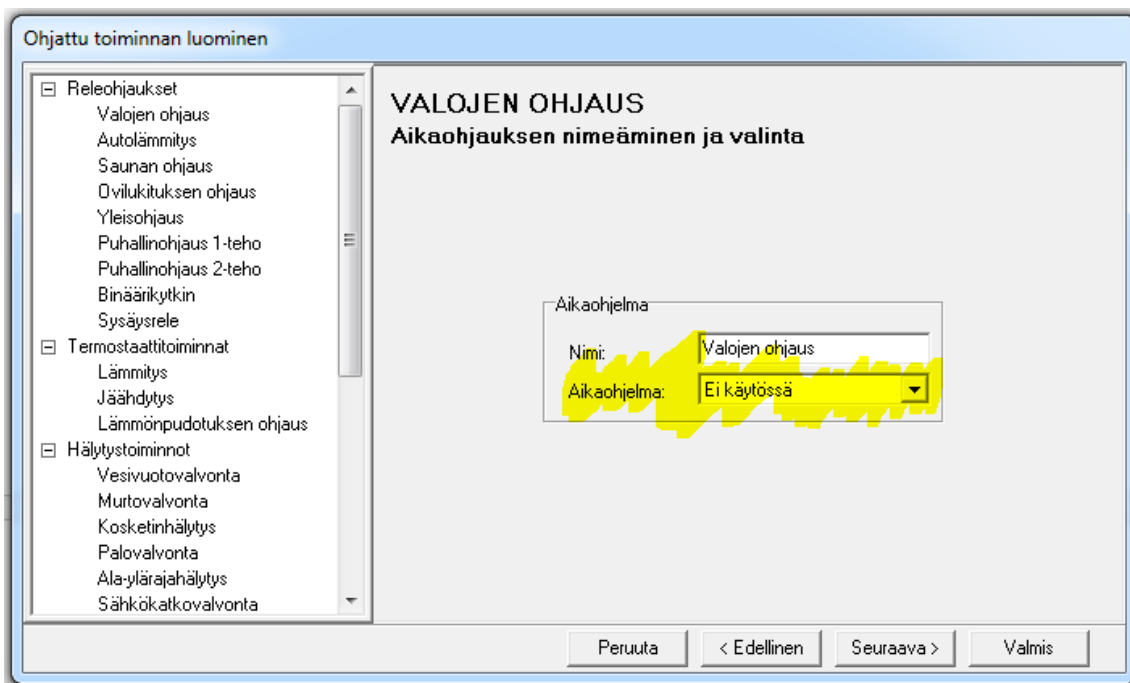 Ohjattu toiminnan luominen
Releohjaukset
Valojen ohjaus
Autolämmitys
Saunan ohjaus
Ovilukituksen ohjaus
Yleisohjaus
Puhallinohjaus 1-teho
Puhallinohjaus 2-teho
Binäärikytkin
Sysäysrele
Termostaattitoiminnat
Lämmitys
Jäähdytys
Lämmönpudotuksen ohjaus
Hälytystoiminnot
Vesivuotovalvonta
Murtovalvonta
Kosketinhälytys
Palovalvonta
Ala-ylärajahälytys
Sähkökatkovalvonta
VALOJEN OHJAUS
Aikaohjauksen nimeäminen ja valinta
Aikaohjelma
Nimi: Valojen ohjaus
Aikaohjelma: Ei käytössä
Peruuta < Edellinen Seuraava > Valmis